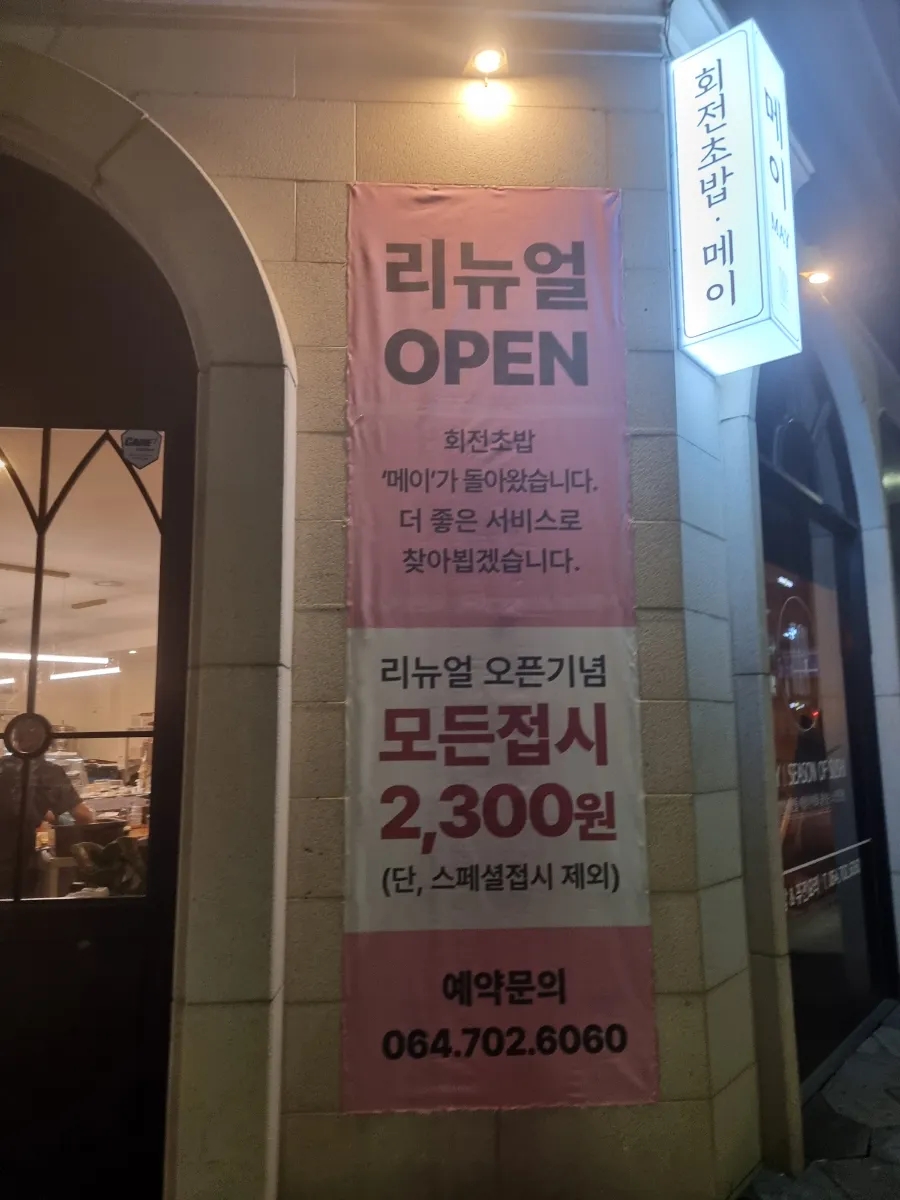 회전초밥·메이
메이
MAY
리뉴얼
OPEN
회전초밥
'메이'가 돌아왔습니다.
더 좋은 서비스로
찾아뵙겠습니다.
리뉴얼 오픈기념
모든접시
2,300원
(단, 스페셜접시 제외)
예약문의
064.702.6060
SEASON OF